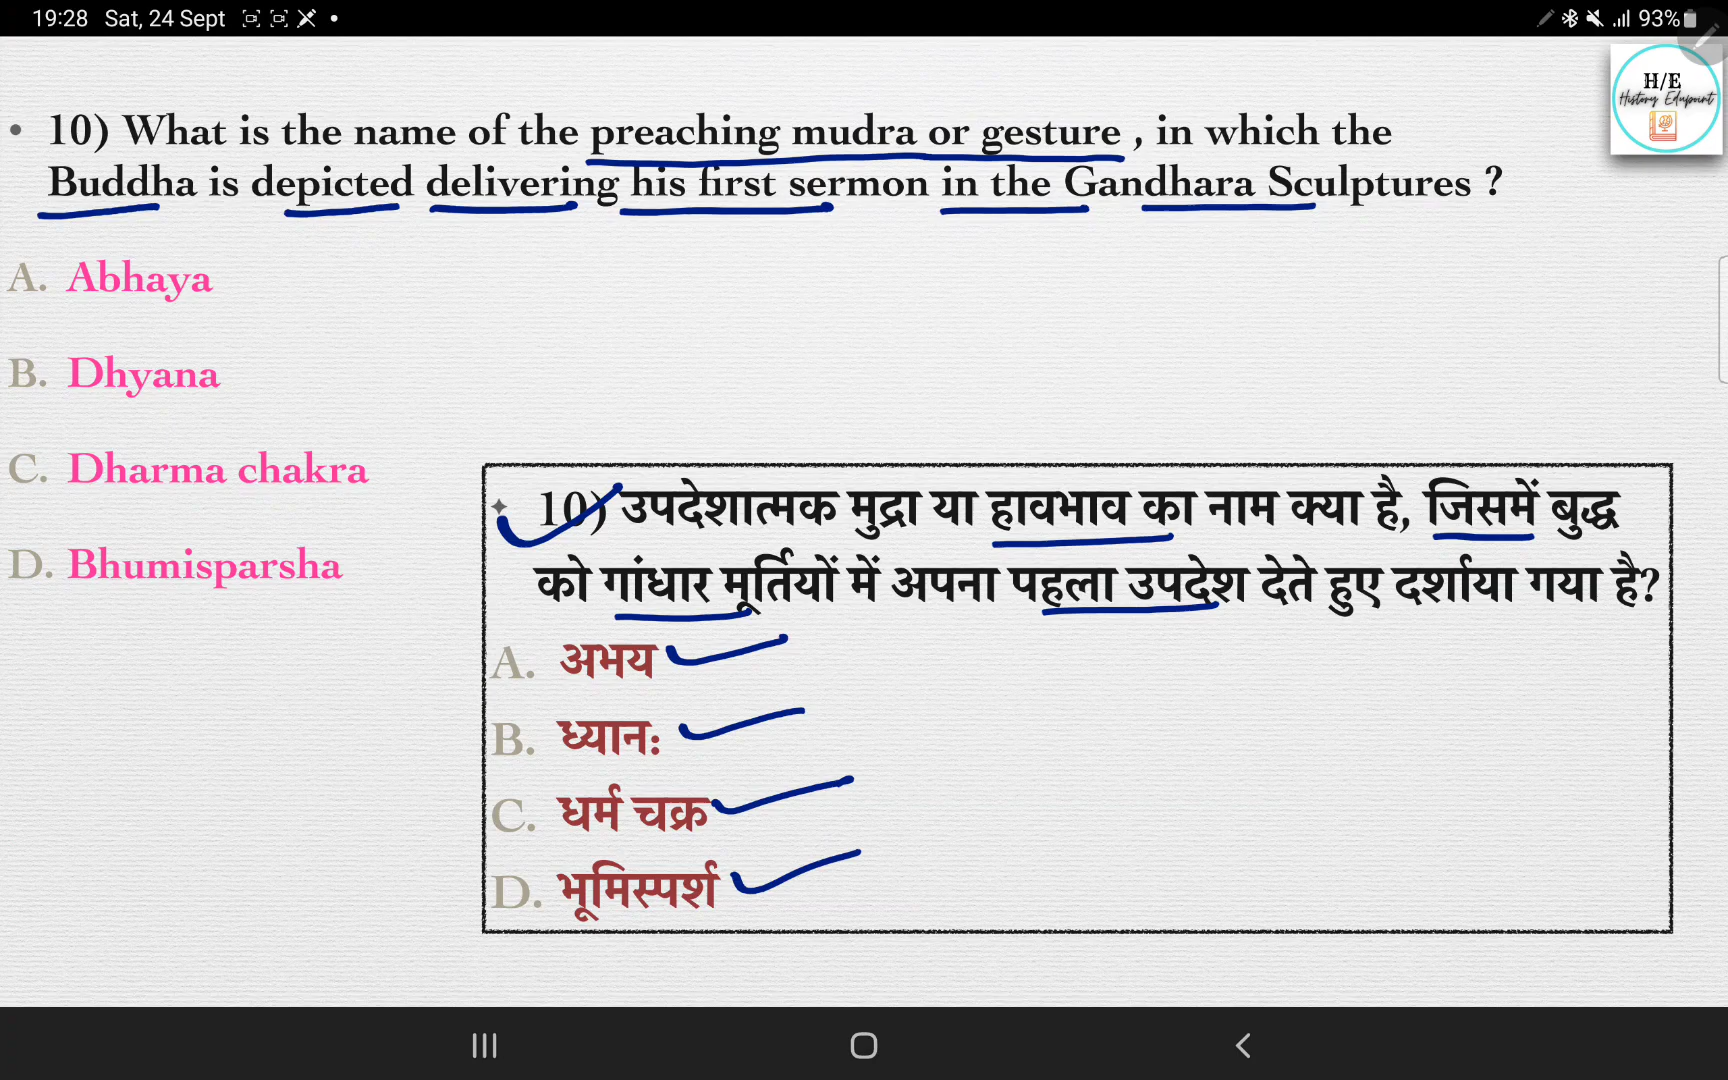 19:28 Sat, 24 Sept
93%
H/E
History Edupoint
• 10) What is the name of the preaching mudra or gesture , in which the
Buddha is depicted delivering his first sermon in the Gandhara Sculptures ?
A. Abhaya
B. Dhyana
C. Dharma chakra
D. Bhumisparsha
10) उपदेशात्मक मुद्रा या हावभाव का नाम क्या है, जिसमें बुद्ध
को गांधार मूर्तियों में अपना पहला उपदेश देते हुए दर्शाया गया है?
A. अभय
B. ध्यान:
C. धर्म चक्र
D. भूमिस्पर्श